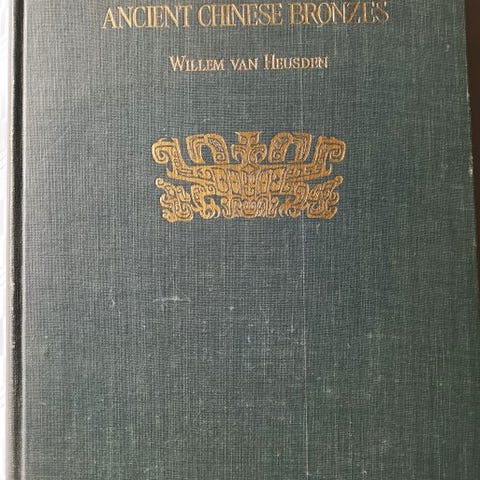 ANCIENT CHINESE BRONZES
WILLEM VAN HEUSDEN